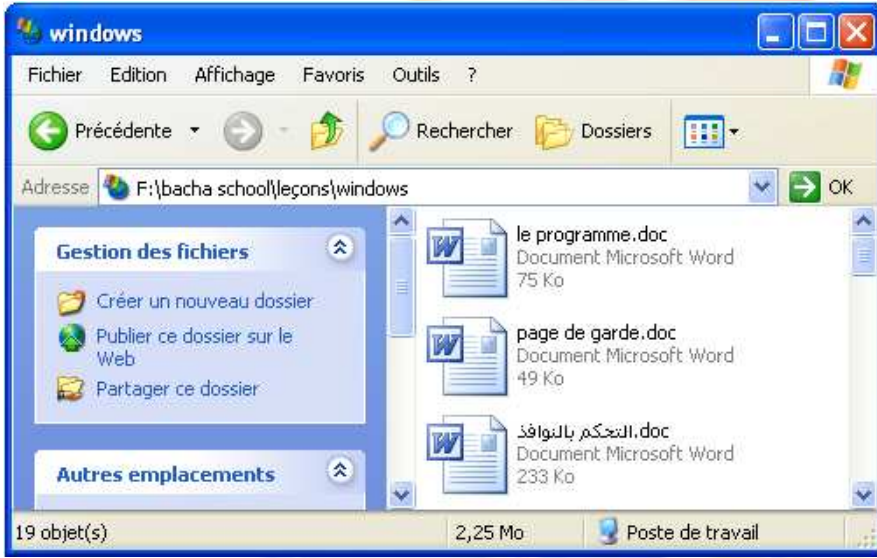 windows
Fichier Edition Affichage Favoris Outils ?
Précédente Rechercher Dossiers
Adresse F:\bacha school\leçons\windows OK
Gestion des fichiers
Créer un nouveau dossier
Publier ce dossier sur le
Web
Partager ce dossier
Autres emplacements
le programme.doc
Document Microsoft Word
75 Ko
page de garde.doc
Document Microsoft Word
49 Ko
التحكم بالنوافذ.doc
Document Microsoft Word
233 Ko
19 objet(s) 2,25 Mo Poste de travail